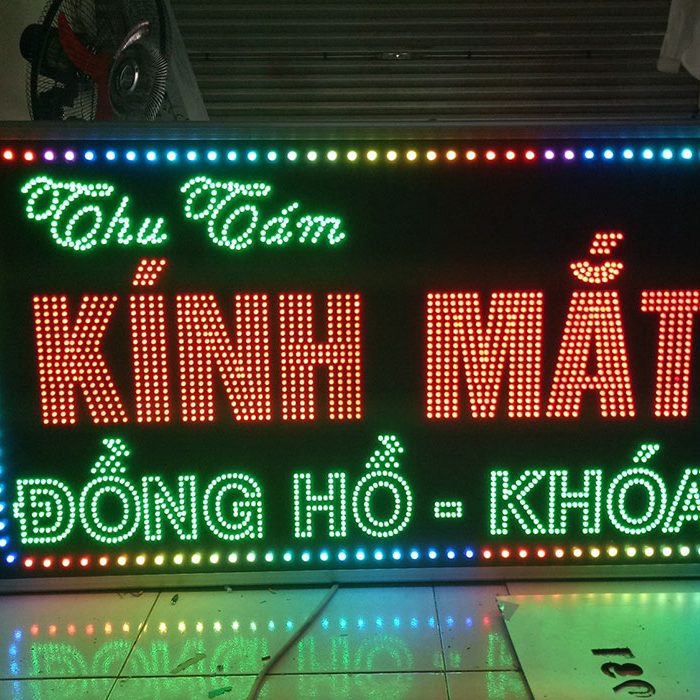 Thu Tám
KÍNH MẮT
ĐỒNG HỒ - KHÓA